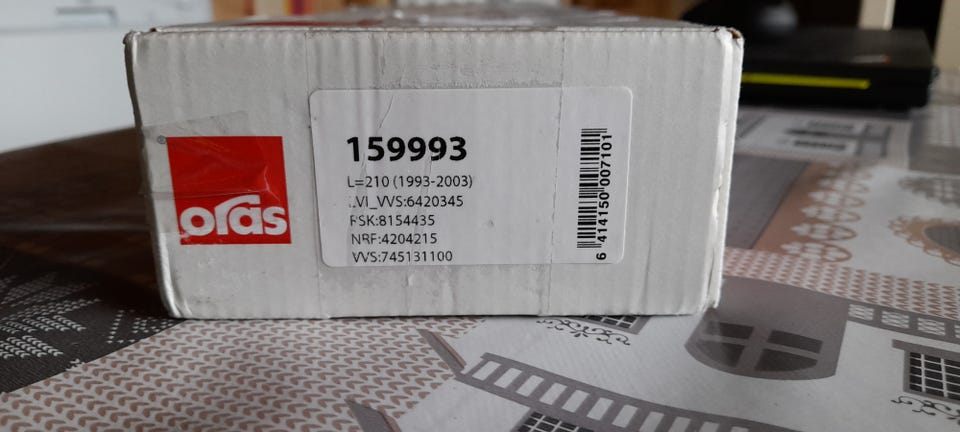 oras
®
159993
L=210 (1993-2003)
LVI_VVS:6420345
RSK:8154435
NRF:4204215
VVS:745131100
6 414150 007101